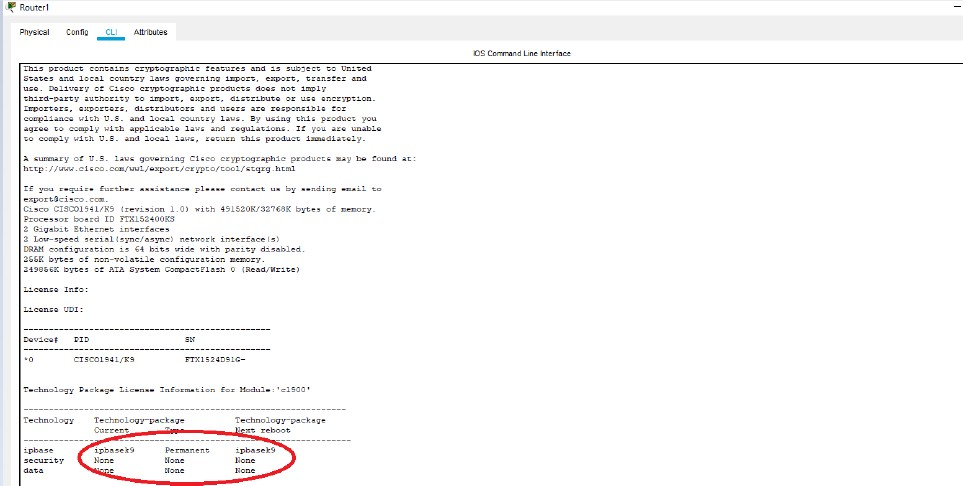 Router1
Physical Config CLI Attributes
IOS Command Line Interface
This product contains cryptographic features and is subject to United
States and local country laws governing import, export, transfer and
use. Delivery of Cisco cryptographic products does not imply
third-party authority to import, export, distribute or use encryption.
Importers, exporters, distributors and users are responsible for
compliance with U.S. and local country laws. By using this product you
agree to comply with applicable laws and regulations. If you are unable
to comply with U.S. and local laws, return this product immediately.
A summary of U.S. laws governing Cisco cryptographic products may be found at:
http://www.cisco.com/wwl/export/crypto/tool/stqrg.html
If you require further assistance please contact us by sending email to
export@cisco.com.
Cisco CISCO1941/K9 (revision 1.0) with 491520K/32768K bytes of memory.
Processor board ID FTX152400KS
2 Gigabit Ethernet interfaces
2 Low-speed serial(sync/async) network interface(s)
DRAM configuration is 64 bits wide with parity disabled.
255K bytes of non-volatile configuration memory.
249856K bytes of ATA System CompactFlash 0 (Read/Write)
License Info:
License UDI:
-------------------------------------------------
Device# PID SN
-------------------------------------------------
*0 CISCO1941/K9 FTX1524D91G-
Technology Package License Information for Module:'c1900'
----------------------------------------------------------------
Technology Technology-package Technology-package
Current Type Next reboot
-----------------------------------------------------------------
ipbase ipbasek9 Permanent ipbasek9
security None None None
data None None None